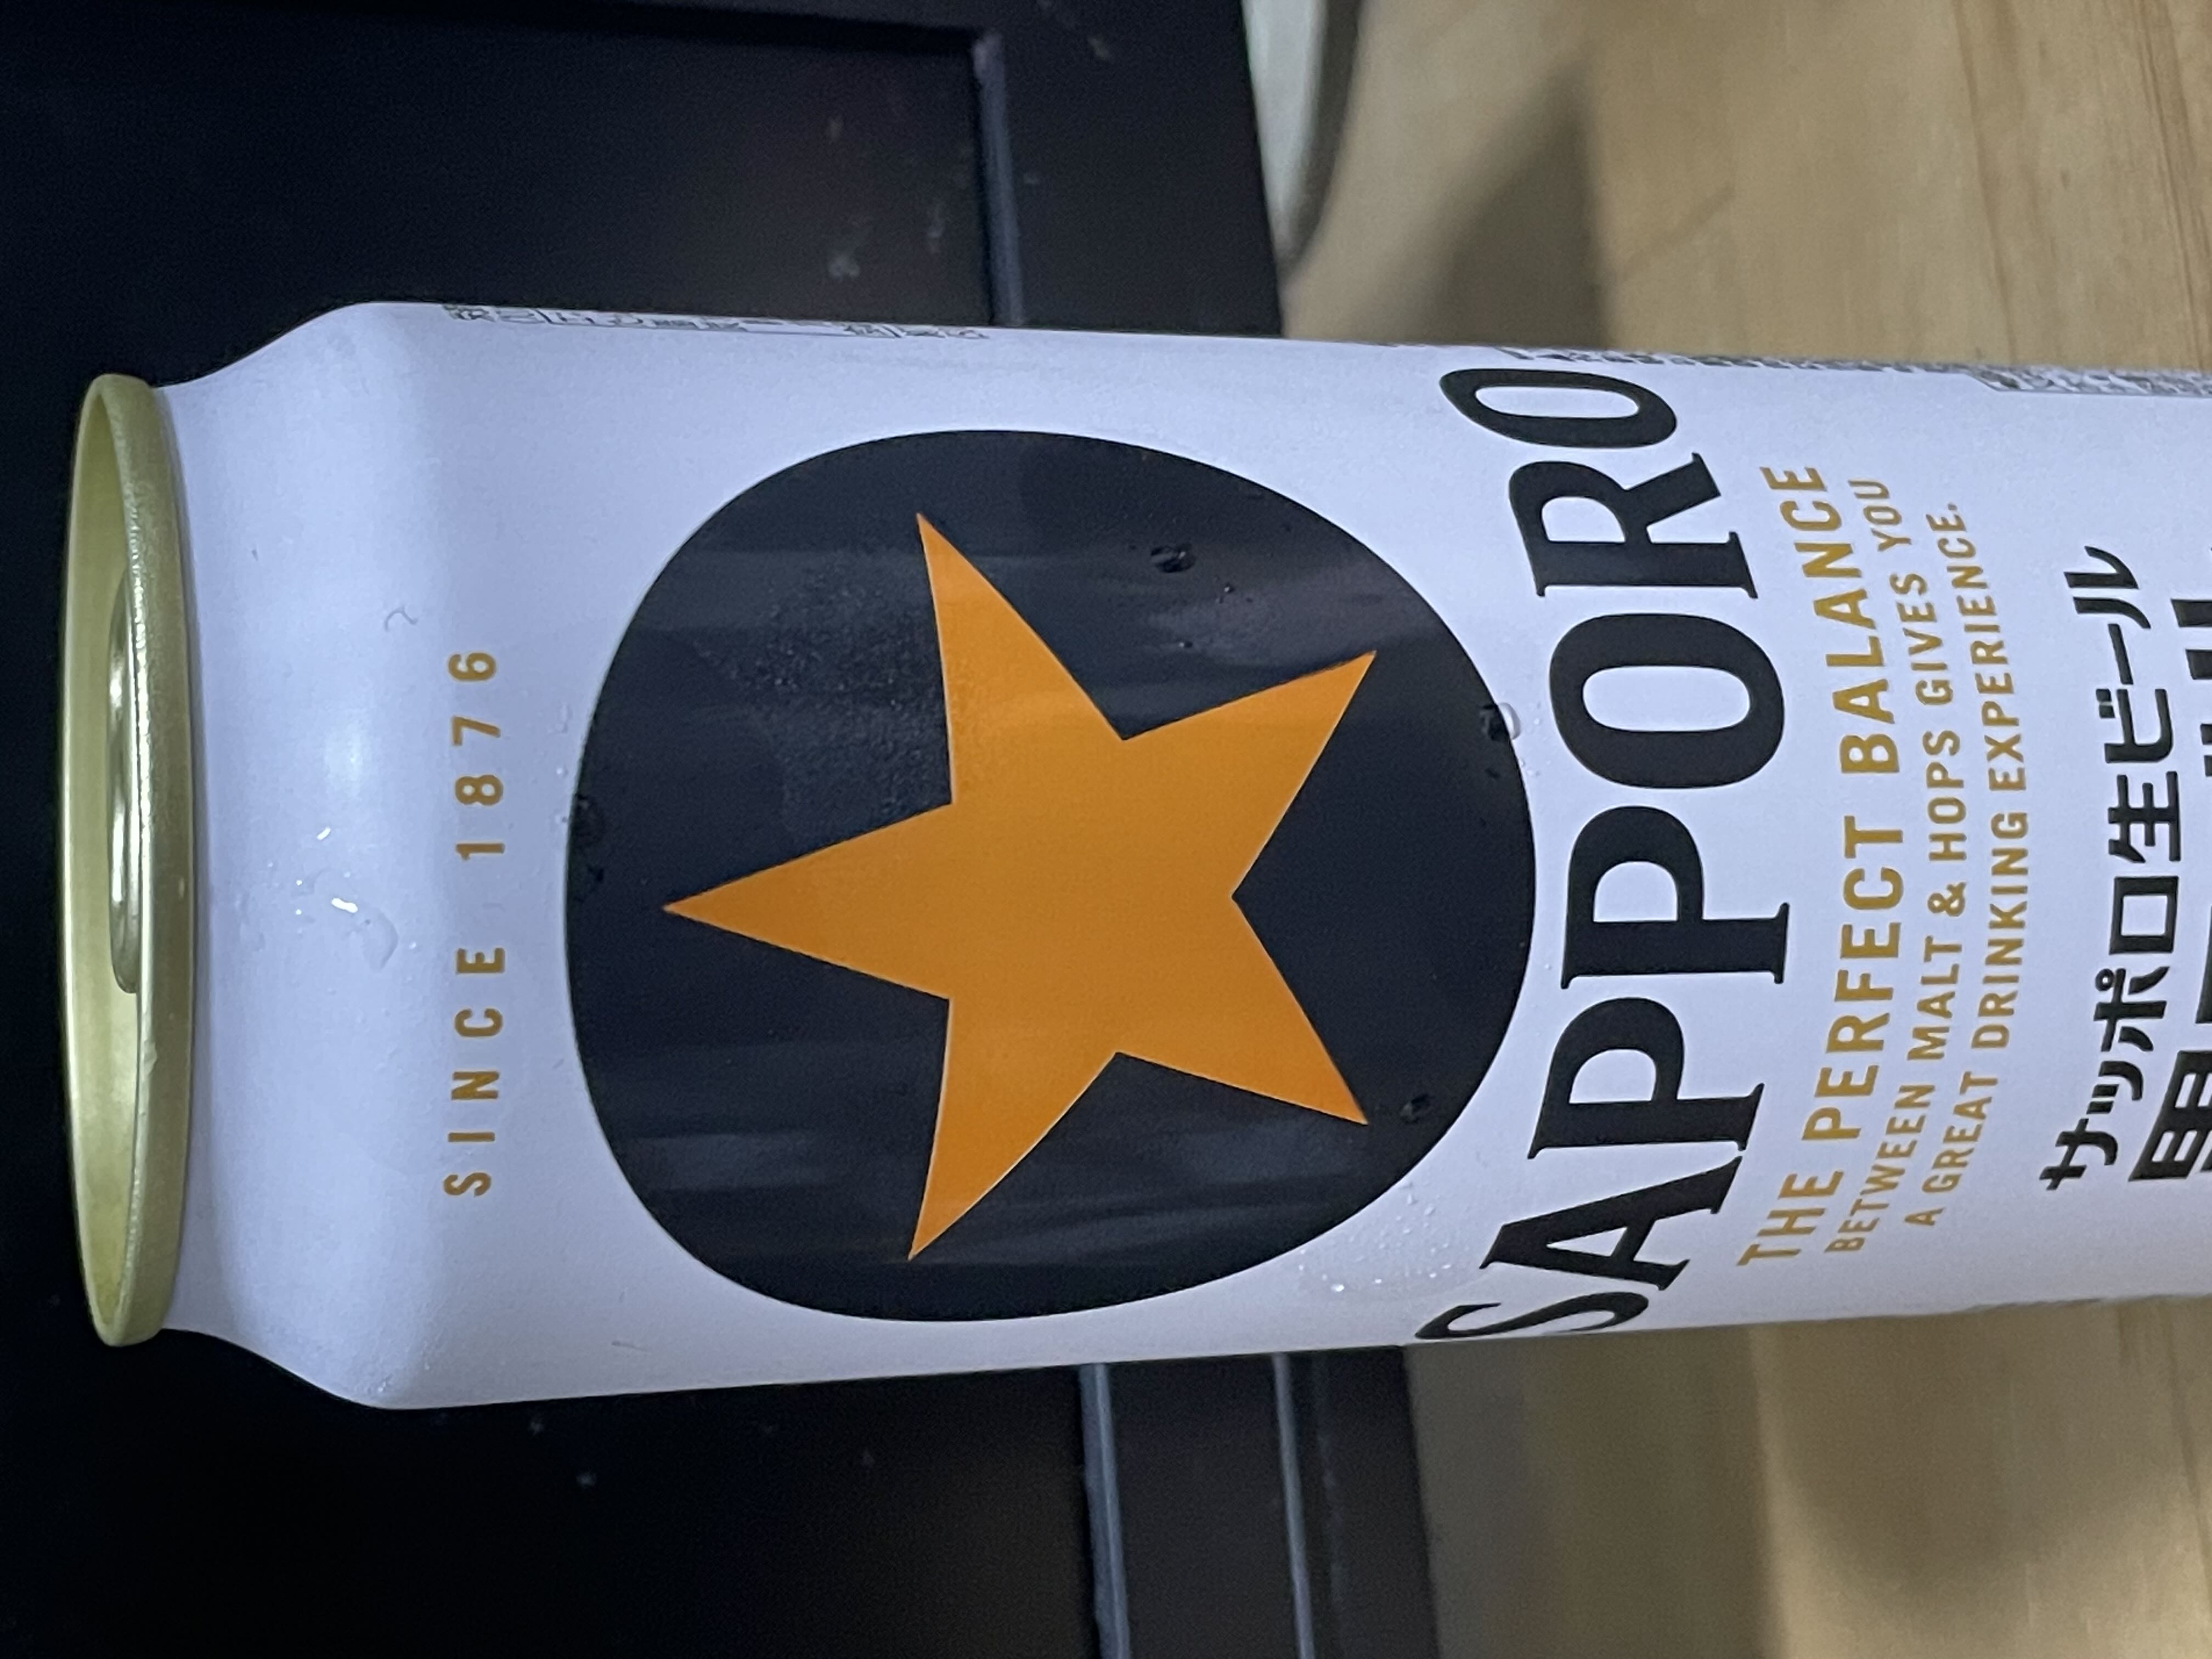 SINCE 1876
SAPPORO
THE PERFECT BALANCE
BETWEEN MALT & HOPS GIVES YOU
A GREAT DRINKING EXPERIENCE.
サッポロ生ビール